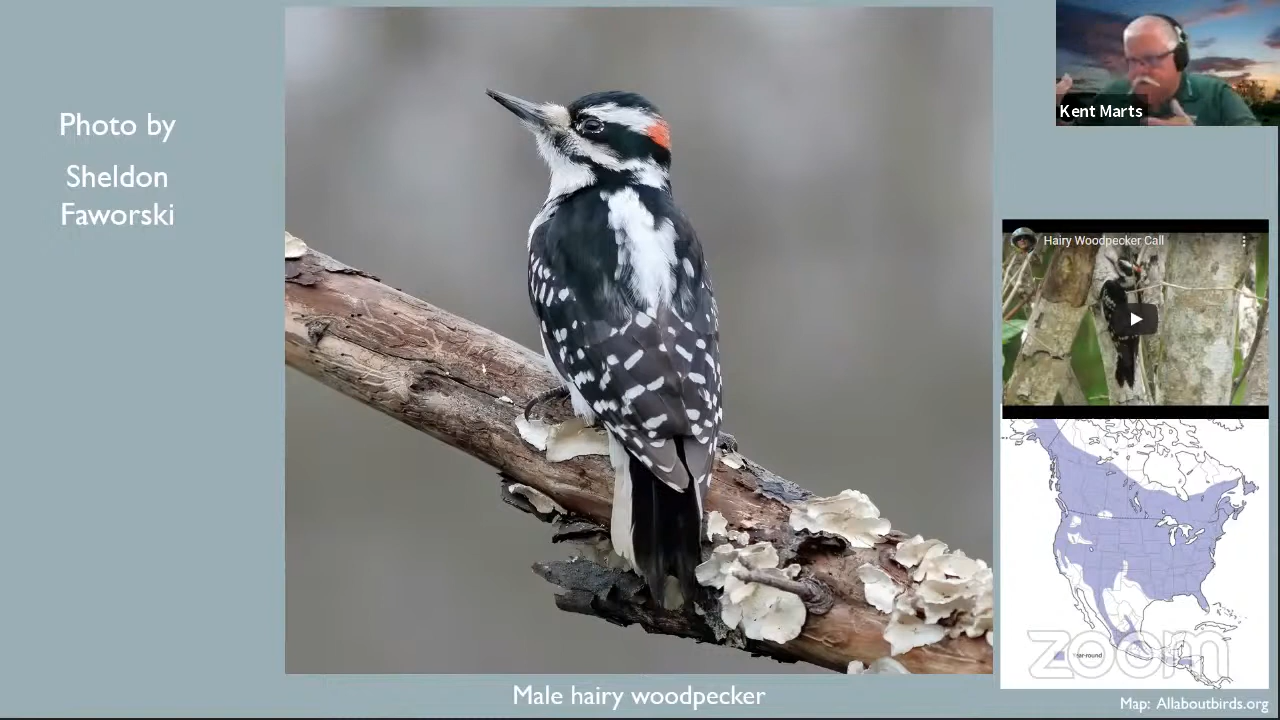 Photo by
Sheldon
Faworski
Kent Marts
Hairy Woodpecker Call
zoom
Male hairy woodpecker
Map: Allaboutbirds.org